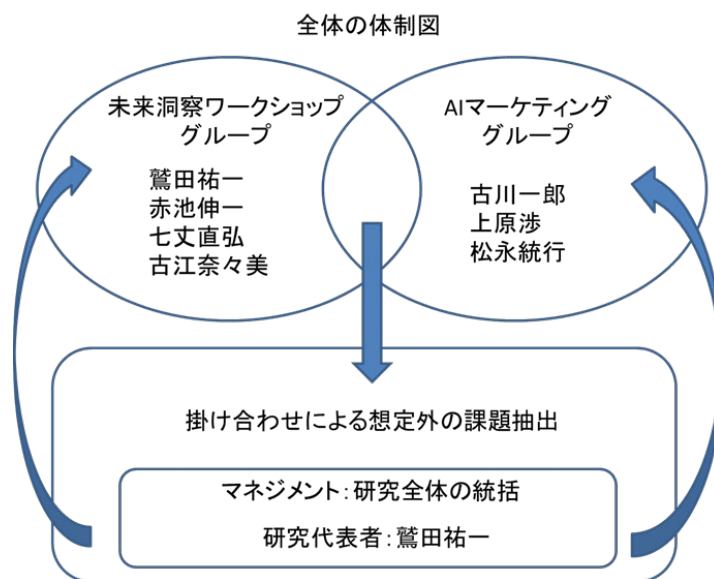 全体の体制図
未来洞察ワークショップ
グループ
鷲田祐一
赤池伸一
七丈直弘
古江奈々美
AIマーケティング
グループ
古川一郎
上原渉
松永統行
掛け合わせによる想定外の課題抽出
マネジメント：研究全体の統括
研究代表者：鷲田祐一